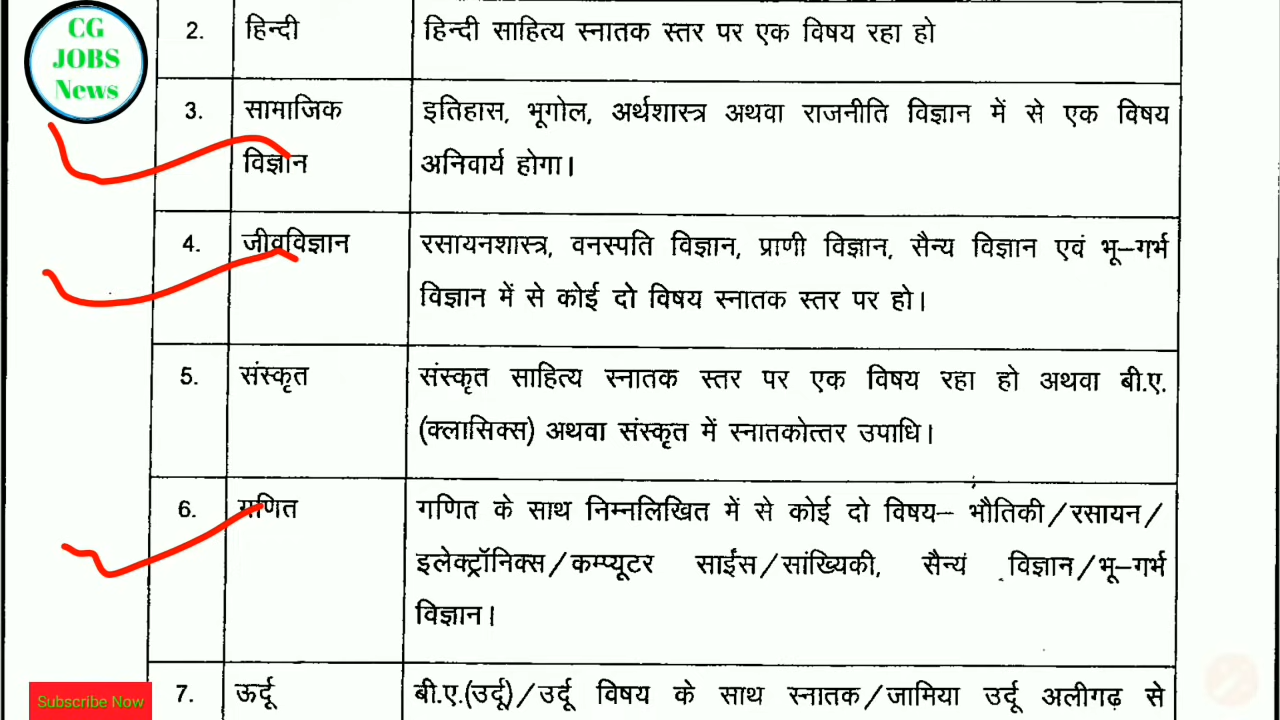 CG
JOBS
News
2. हिन्दी हिन्दी साहित्य स्नातक स्तर पर एक विषय रहा हो
3. सामाजिक इतिहास, भूगोल, अर्थशास्त्र अथवा राजनीति विज्ञान में से एक विषय
विज्ञान अनिवार्य होगा।
4. जीवविज्ञान रसायनशास्त्र, वनस्पति विज्ञान, प्राणी विज्ञान, सैन्य विज्ञान एवं भू–गर्भ
विज्ञान में से कोई दो विषय स्नातक स्तर पर हो।
5. संस्कृत संस्कृत साहित्य स्नातक स्तर पर एक विषय रहा हो अथवा बी.ए.
(क्लासिक्स) अथवा संस्कृत में स्नातकोत्तर उपाधि।
6. गणित गणित के साथ निम्नलिखित में से कोई दो विषय– भौतिकी/रसायन/
इलेक्ट्रॉनिक्स/कम्प्यूटर साईंस/सांख्यिकी, सैन्यं विज्ञान/भू–गर्भ
विज्ञान।
7. ऊर्दू बी.ए.(उर्दू)/उर्दू विषय के साथ स्नातक/जामिया उर्दू अलीगढ़ से
Subscribe Now